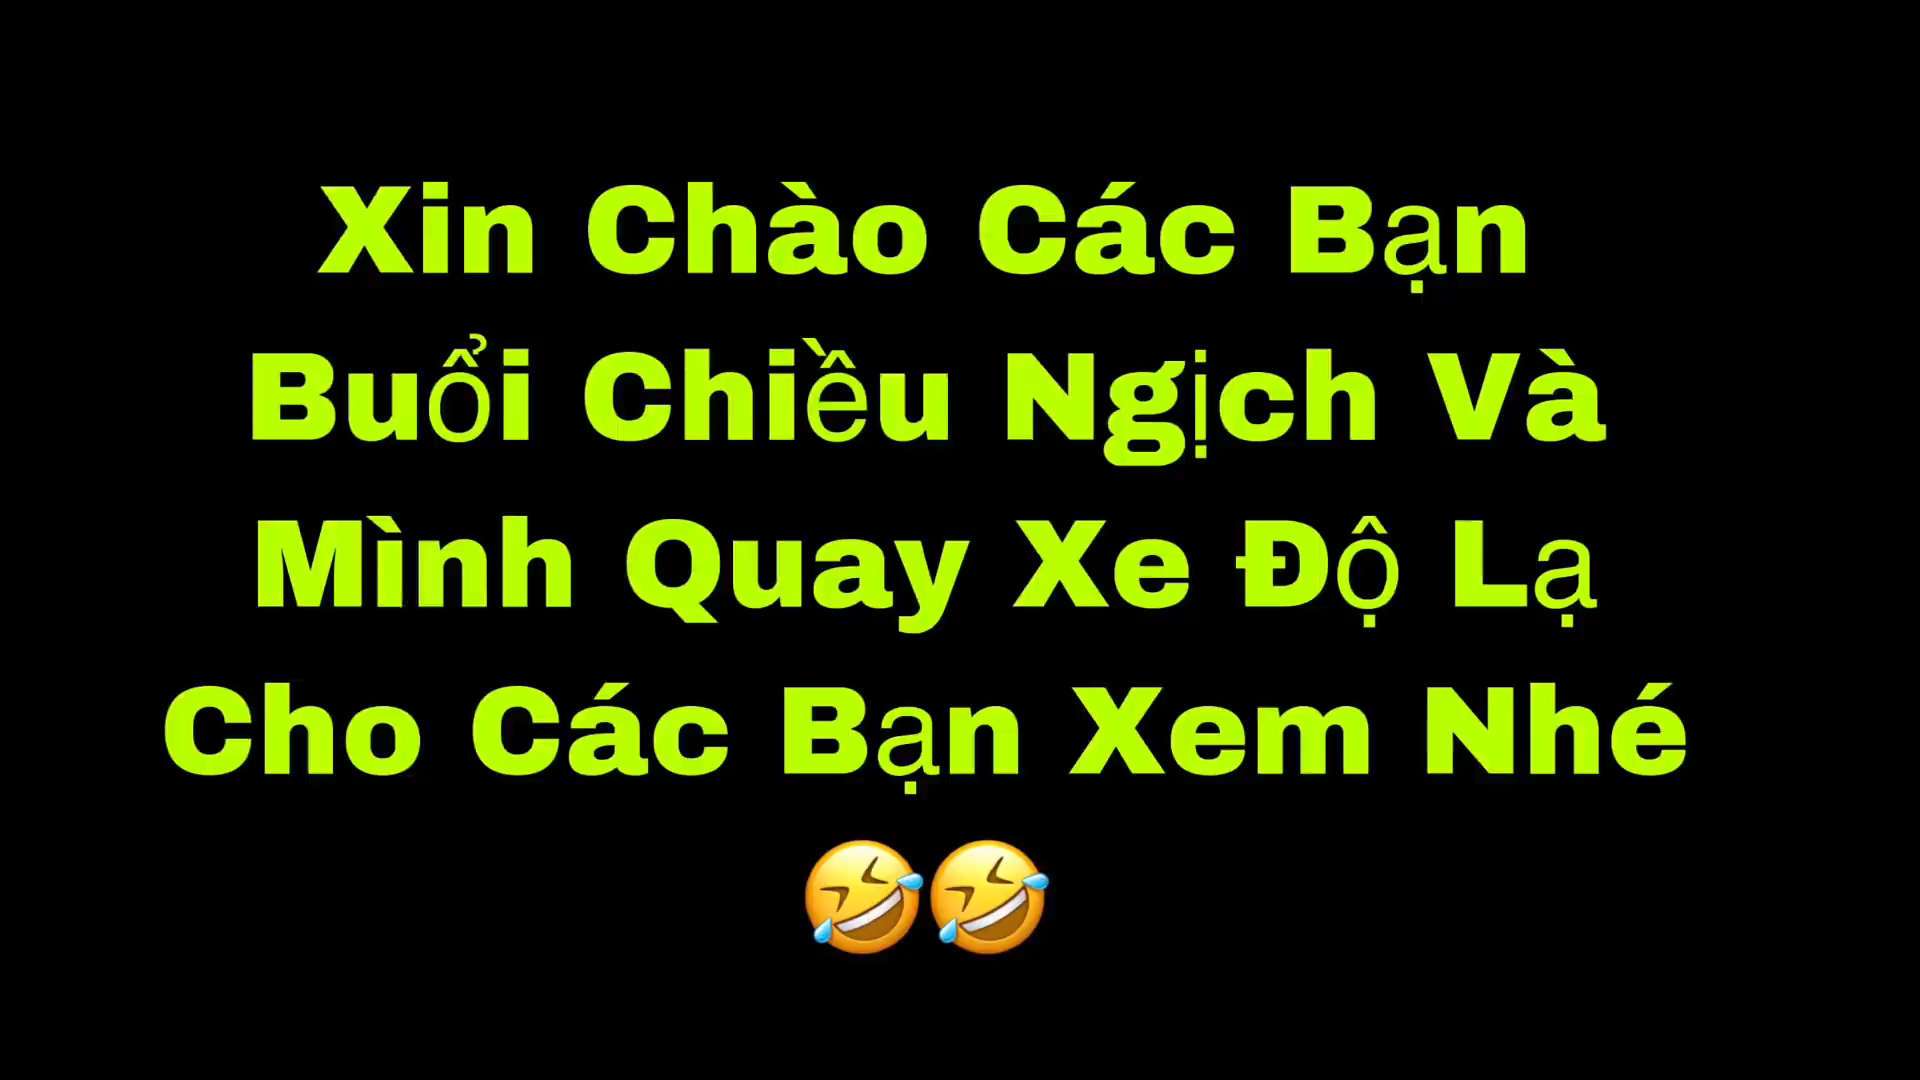 Xin Chào Các Bạn
Buổi Chiều Ngịch Và
Mình Quay Xe Độ Lạ
Cho Các Bạn Xem Nhé
🤣🤣